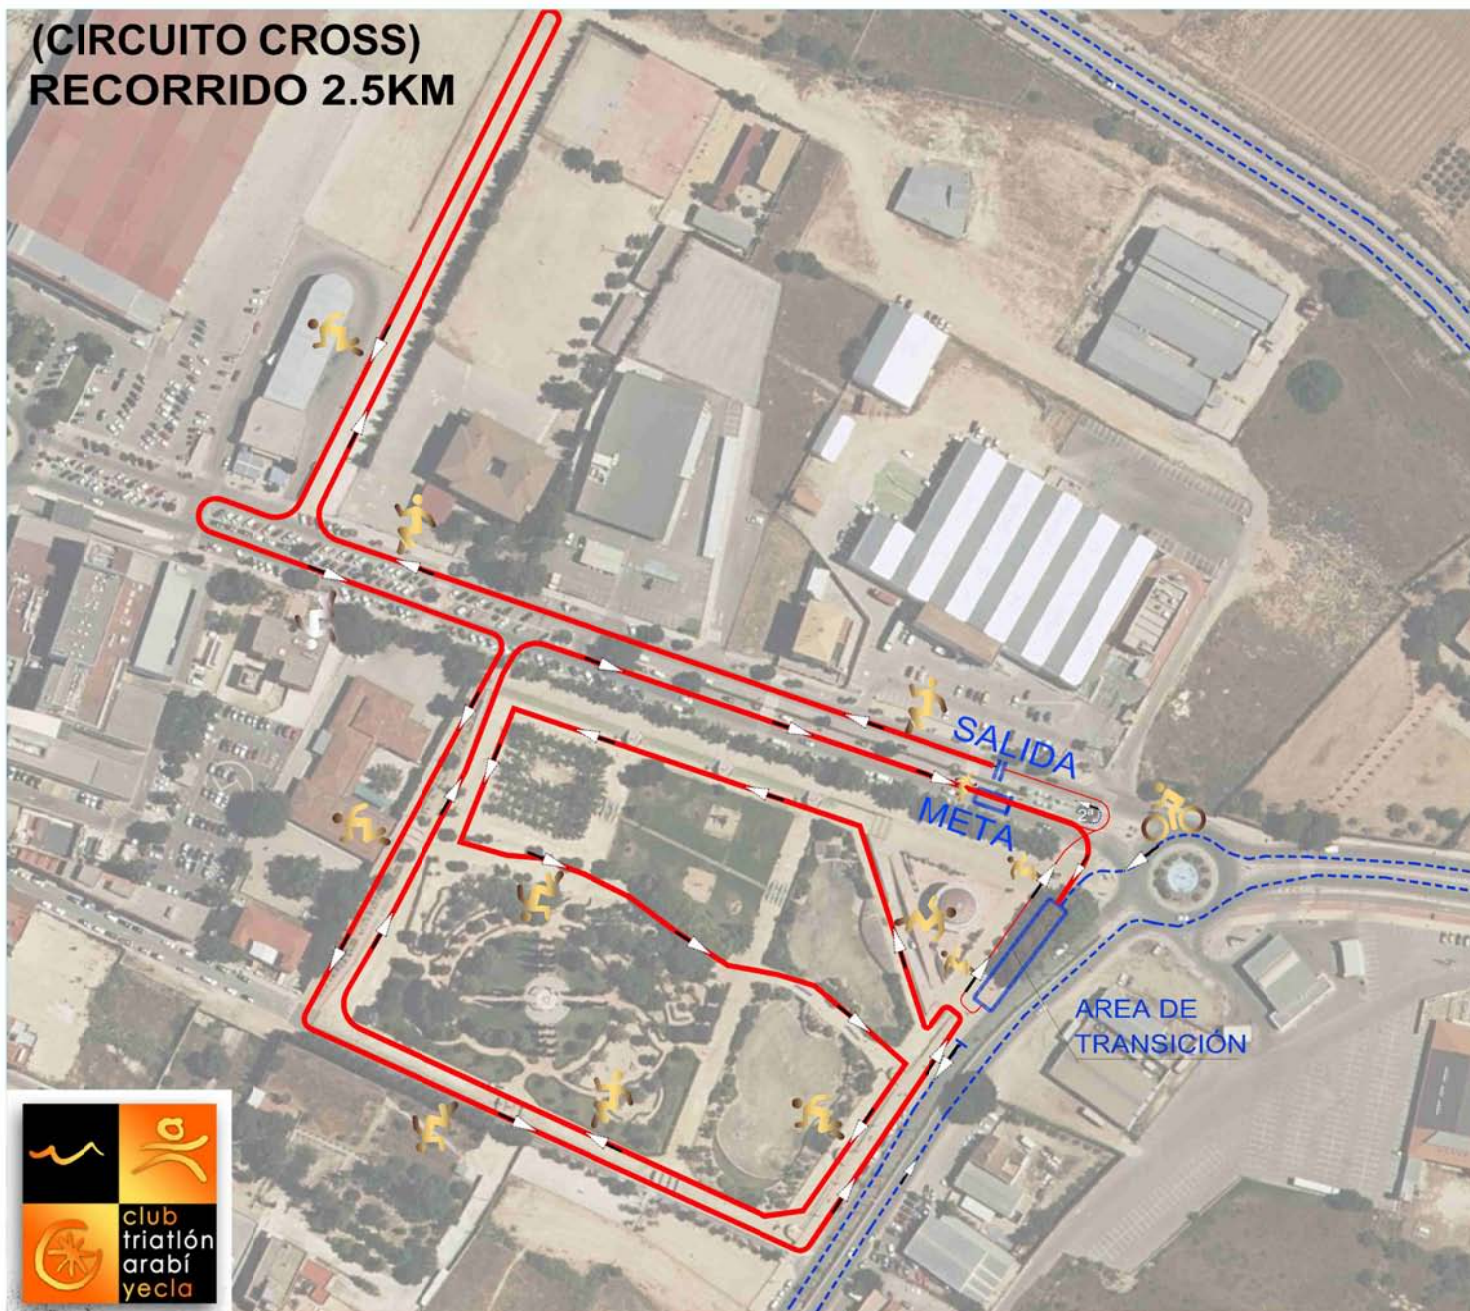 (CIRCUITO CROSS)
RECORRIDO 2.5KM
SALIDA
META
AREA DE
TRANSICIÓN
club
triatlón
arabí
yecla